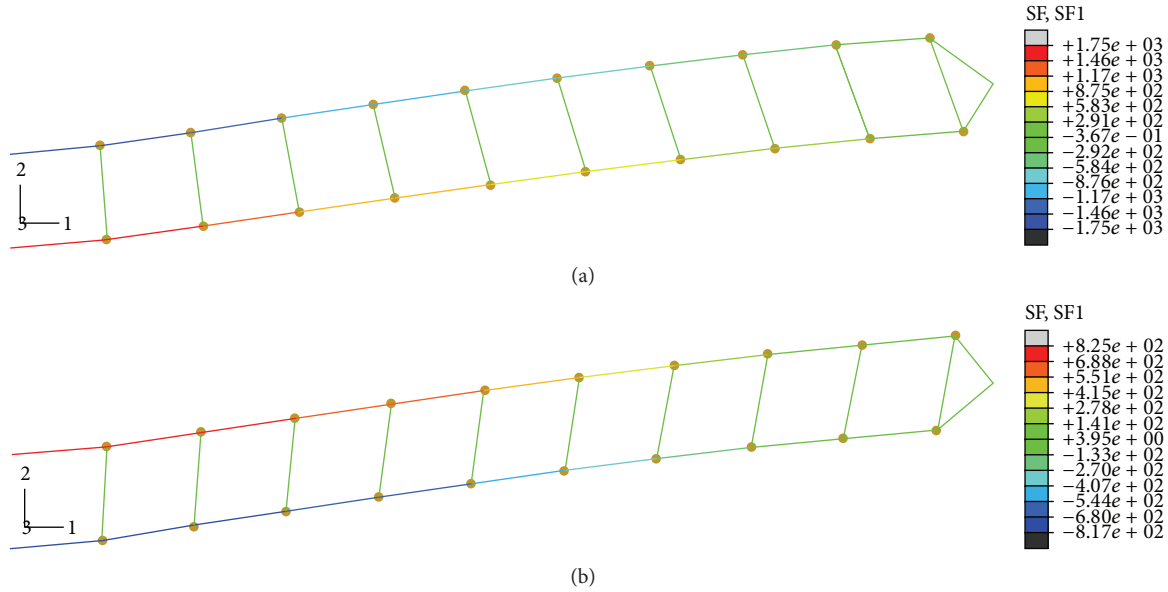 SF, SF1
+1.75e + 03
+1.46e + 03
+1.17e + 03
+8.75e + 02
+5.83e + 02
+2.91e + 02
−3.67e − 01
−2.92e + 02
−5.84e + 02
−8.76e + 02
−1.17e + 03
−1.46e + 03
−1.75e + 03
2
3 1
(a)
SF, SF1
+8.25e + 02
+6.88e + 02
+5.51e + 02
+4.15e + 02
+2.78e + 02
+1.41e + 02
+3.95e + 00
−1.33e + 02
−2.70e + 02
−4.07e + 02
−5.44e + 02
−6.80e + 02
−8.17e + 02
2
3 1
(b)